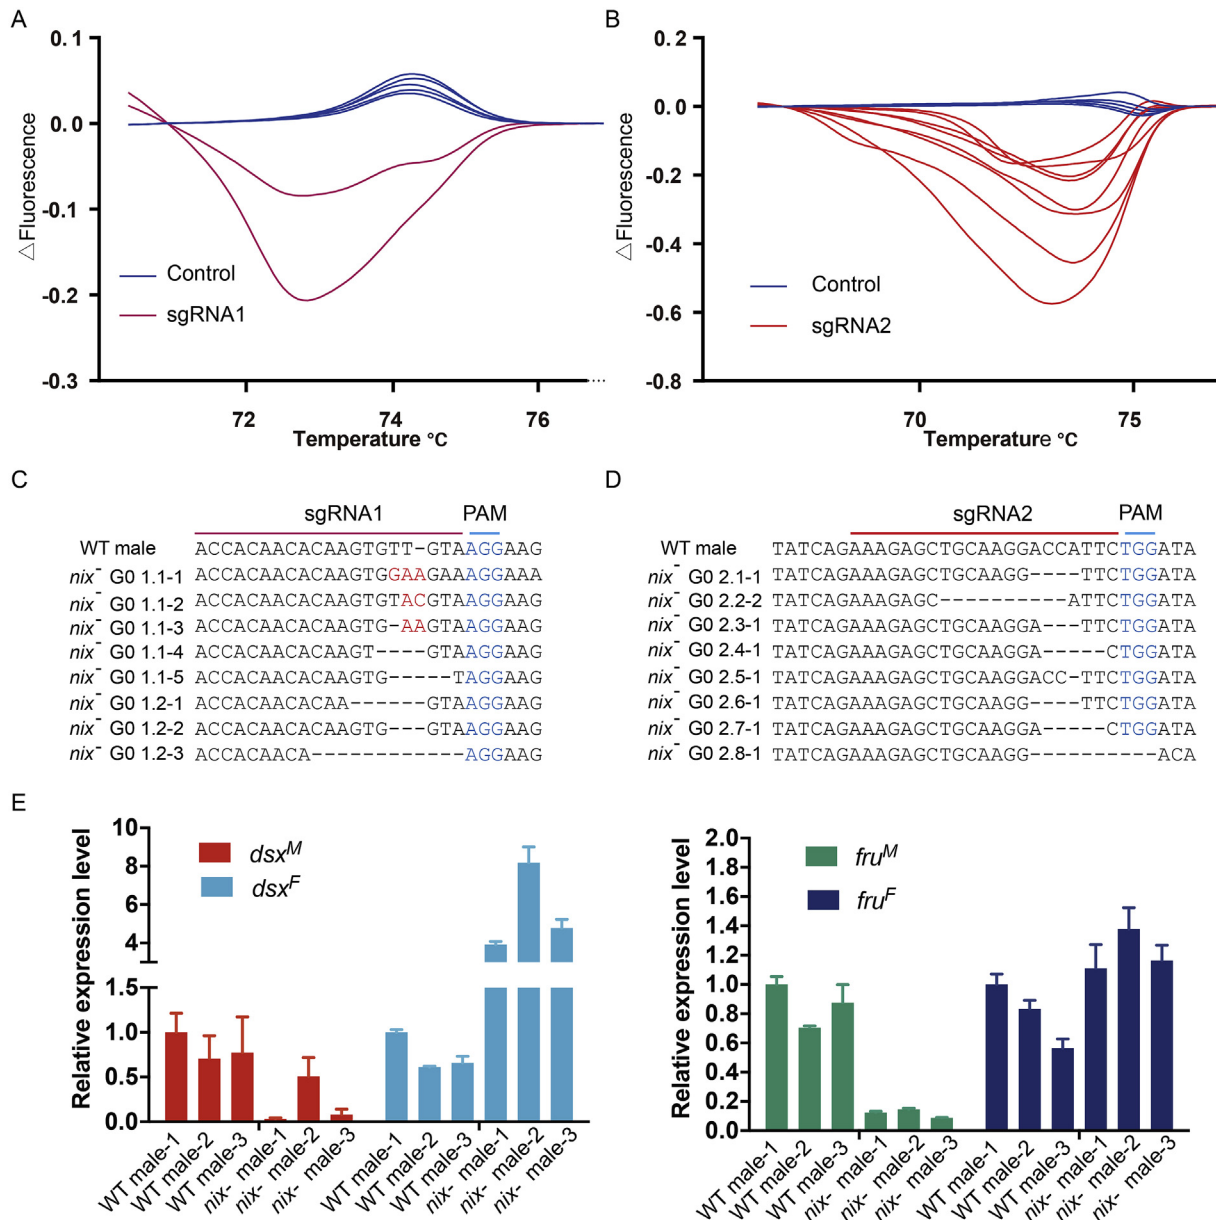 A
0.1
0.0
-0.1
-0.2
-0.3
△ Fluorescence
Control
sgRNA1
72 74 76
Temperature °C
B
0.2
0.0
-0.2
-0.4
-0.6
-0.8
△ Fluorescence
Control
sgRNA2
70 75
Temperature °C
C
sgRNA1 PAM
WT male ACCACAACACAAGTGTT-GTAAGGAAG
nix- G0 1.1-1 ACCACAACACAAGTGGAAGAAAGGAAA
nix- G0 1.1-2 ACCACAACACAAGTGTACGTAAGGAAG
nix- G0 1.1-3 ACCACAACACAAGTG-AAGTAAGGAAG
nix- G0 1.1-4 ACCACAACACAAGT----GTAAGGAAG
nix- G0 1.1-5 ACCACAACACAAGTG-----TAGGAAG
nix- G0 1.2-1 ACCACAACACAA------GTAAGGAAG
nix- G0 1.2-2 ACCACAACACAAGTG---GTAAGGAAG
nix- G0 1.2-3 ACCACAACA------------AGGAAG
D
sgRNA2 PAM
WT male TATCAGAAAGAGCTGCAAGGACCATTCTGGATA
nix- G0 2.1-1 TATCAGAAAGAGCTGCAAGG----TTCTGGATA
nix- G0 2.2-2 TATCAGAAAGAGC----------ATTCTGGATA
nix- G0 2.3-1 TATCAGAAAGAGCTGCAAGGA---TTCTGGATA
nix- G0 2.4-1 TATCAGAAAGAGCTGCAAGGA-----CTGGATA
nix- G0 2.5-1 TATCAGAAAGAGCTGCAAGGACC-TTCTGGATA
nix- G0 2.6-1 TATCAGAAAGAGCTGCAAGG----TTCTGGATA
nix- G0 2.7-1 TATCAGAAAGAGCTGCAAGGA-----CTGGATA
nix- G0 2.8-1 TATCAGAAAGAGCTGCAAGG----------ACA
E
10
8
6
4
1.5
1.0
0.5
0.0
Relative expression level
dsxM
dsxF
WT male-1
WT male-2
WT male-3
nix- male-1
nix- male-2
nix- male-3
WT male-1
WT male-2
WT male-3
nix- male-1
nix- male-2
nix- male-3
2.0
1.8
1.6
1.4
1.2
1.0
0.8
0.6
0.4
0.2
0.0
Relative expression level
fruM
fruF
WT male-1
WT male-2
WT male-3
nix- male-1
nix- male-2
nix- male-3
WT male-1
WT male-2
WT male-3
nix- male-1
nix- male-2
nix- male-3